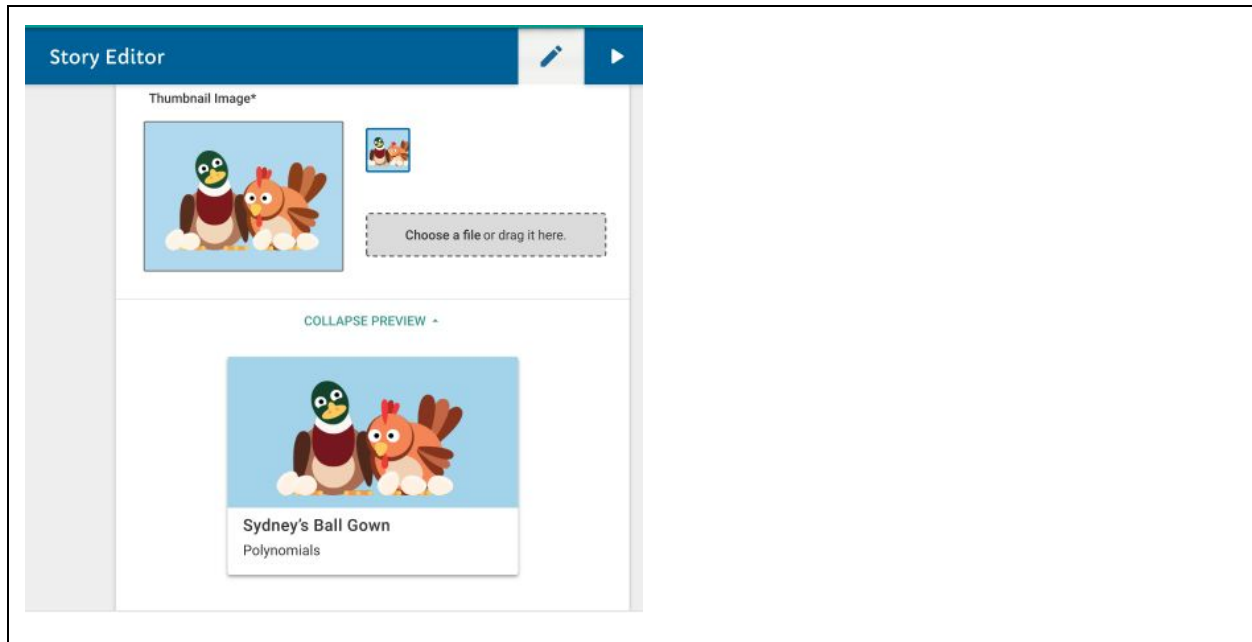 Story Editor
Thumbnail Image*
Choose a file or drag it here.
COLLAPSE PREVIEW
Sydney's Ball Gown
Polynomials